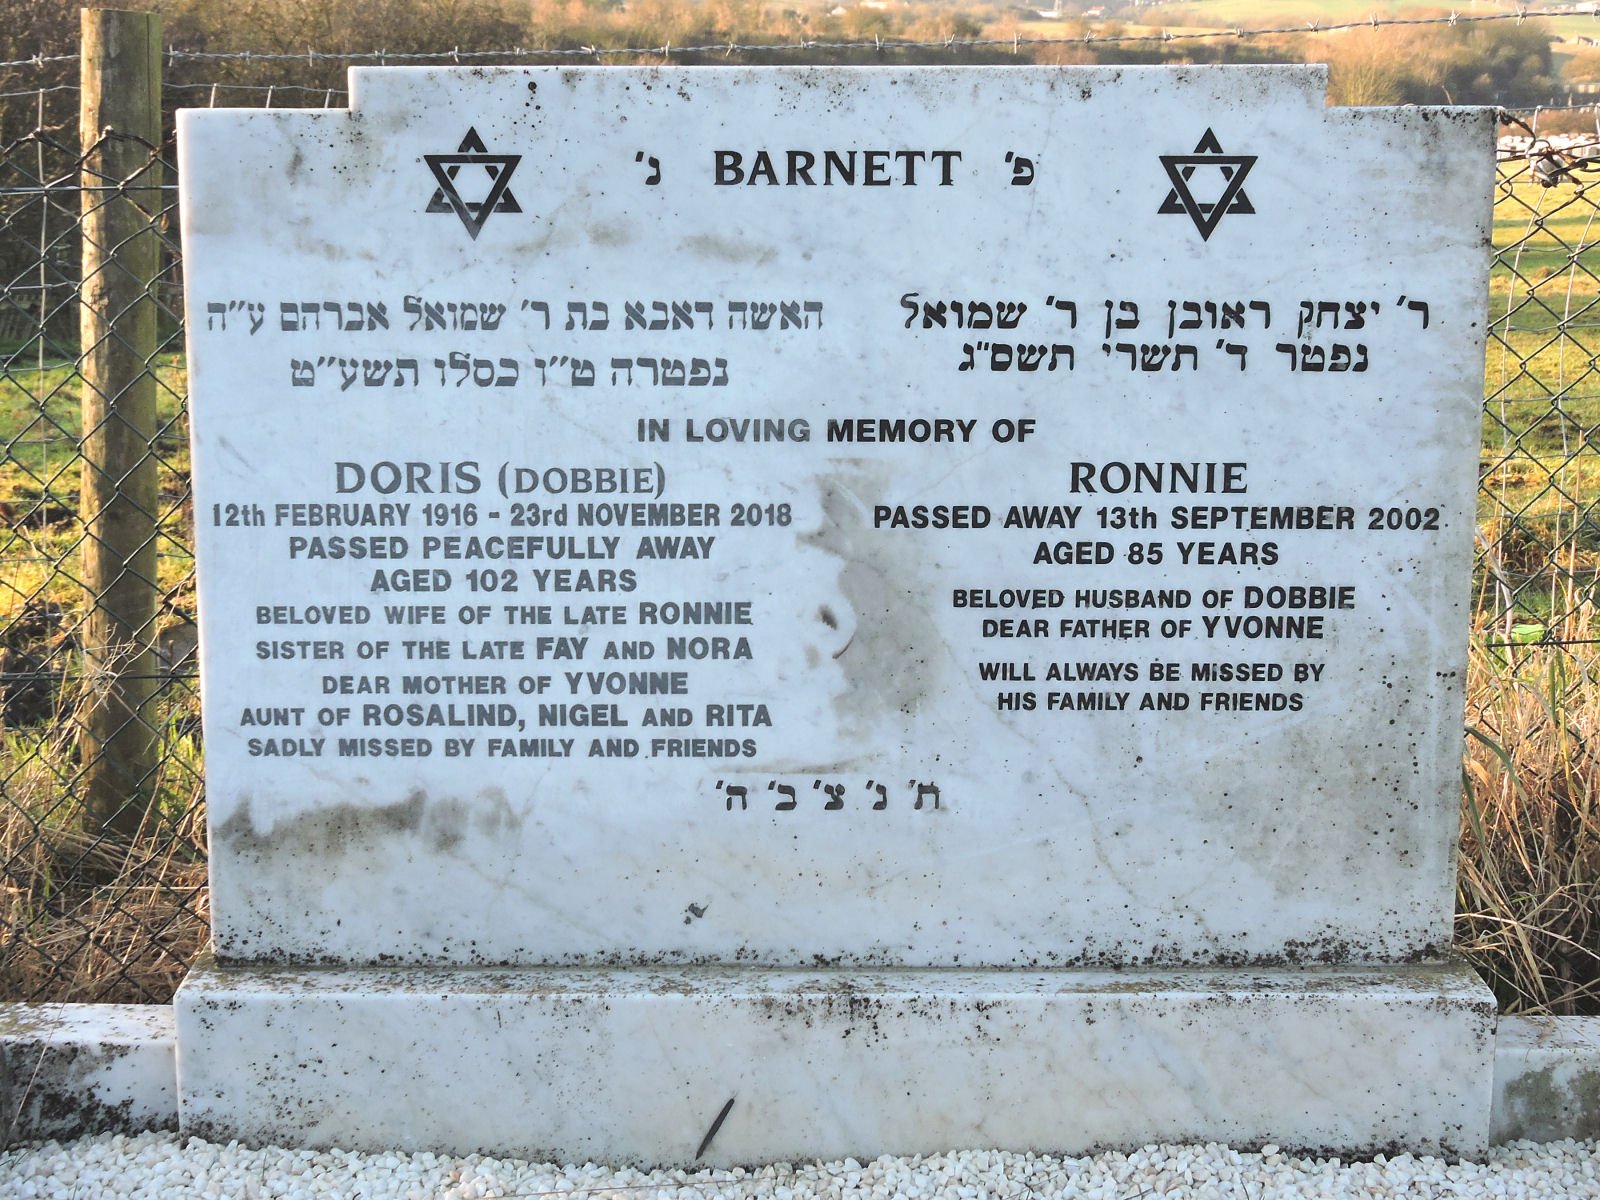 נ' BARNETT פ'
ר' יצחק ראובן בן ר' שמואל
נפטר ד' תשרי תשס"ג
האשה דאבא בת ר' שמואל אברהם ע"ה
נפטרה ט"ו כסלו תשע"ט
IN LOVING MEMORY OF
DORIS (DOBBIE)
12th FEBRUARY 1916 - 23rd NOVEMBER 2018
PASSED PEACEFULLY AWAY
AGED 102 YEARS
BELOVED WIFE OF THE LATE RONNIE
SISTER OF THE LATE FAY AND NORA
DEAR MOTHER OF YVONNE
AUNT OF ROSALIND, NIGEL AND RITA
SADLY MISSED BY FAMILY AND FRIENDS
RONNIE
PASSED AWAY 13th SEPTEMBER 2002
AGED 85 YEARS
BELOVED HUSBAND OF DOBBIE
DEAR FATHER OF YVONNE
WILL ALWAYS BE MiSSED BY
HIS FAMILY AND FRIENDS
ת' נ' צ' ב' ה'